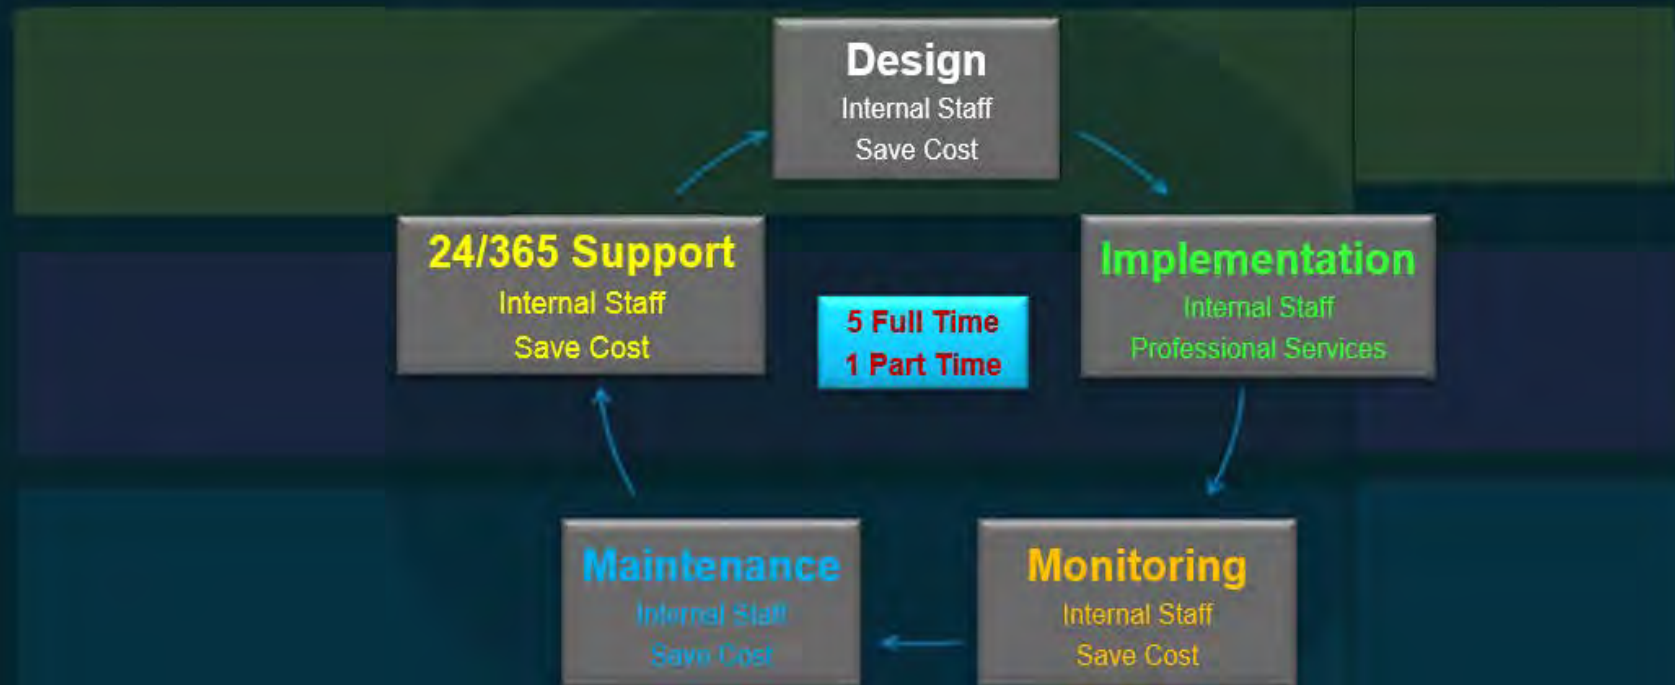 Design
Internal Staff
Save Cost
24/365 Support
Internal Staff
Save Cost
5 Full Time
1 Part Time
Implementation
Internal Staff
Professional Services
Maintenance
Internal Staff
Save Cost
Monitoring
Internal Staff
Save Cost